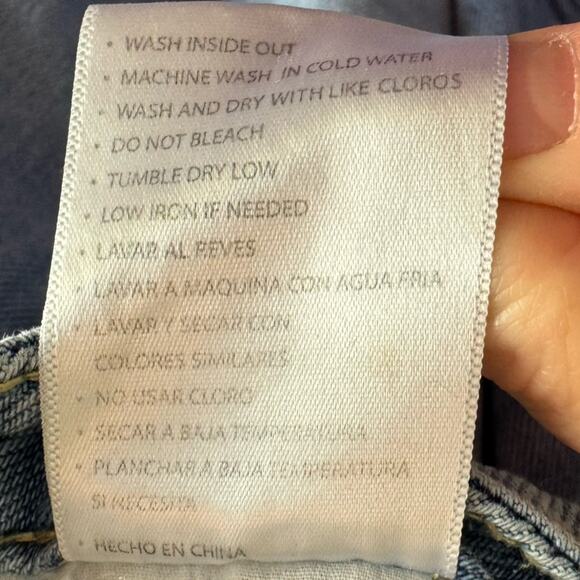 • WASH INSIDE OUT
• MACHINE WASH IN COLD WATER
• WASH AND DRY WITH LIKE CLOROS
• DO NOT BLEACH
• TUMBLE DRY LOW
• LOW IRON IF NEEDED
• LAVAR AL REVES
• LAVAR A MAQUINA CON AGUA FRIA
• LAVAR Y SECAR CON
COLORES SIMILARES
• NO USAR CLORO
• SECAR A BAJA TEMPERATURA
• PLANCHAR A BAJA TEMPERATURA
SI NECESITA
• HECHO EN CHINA